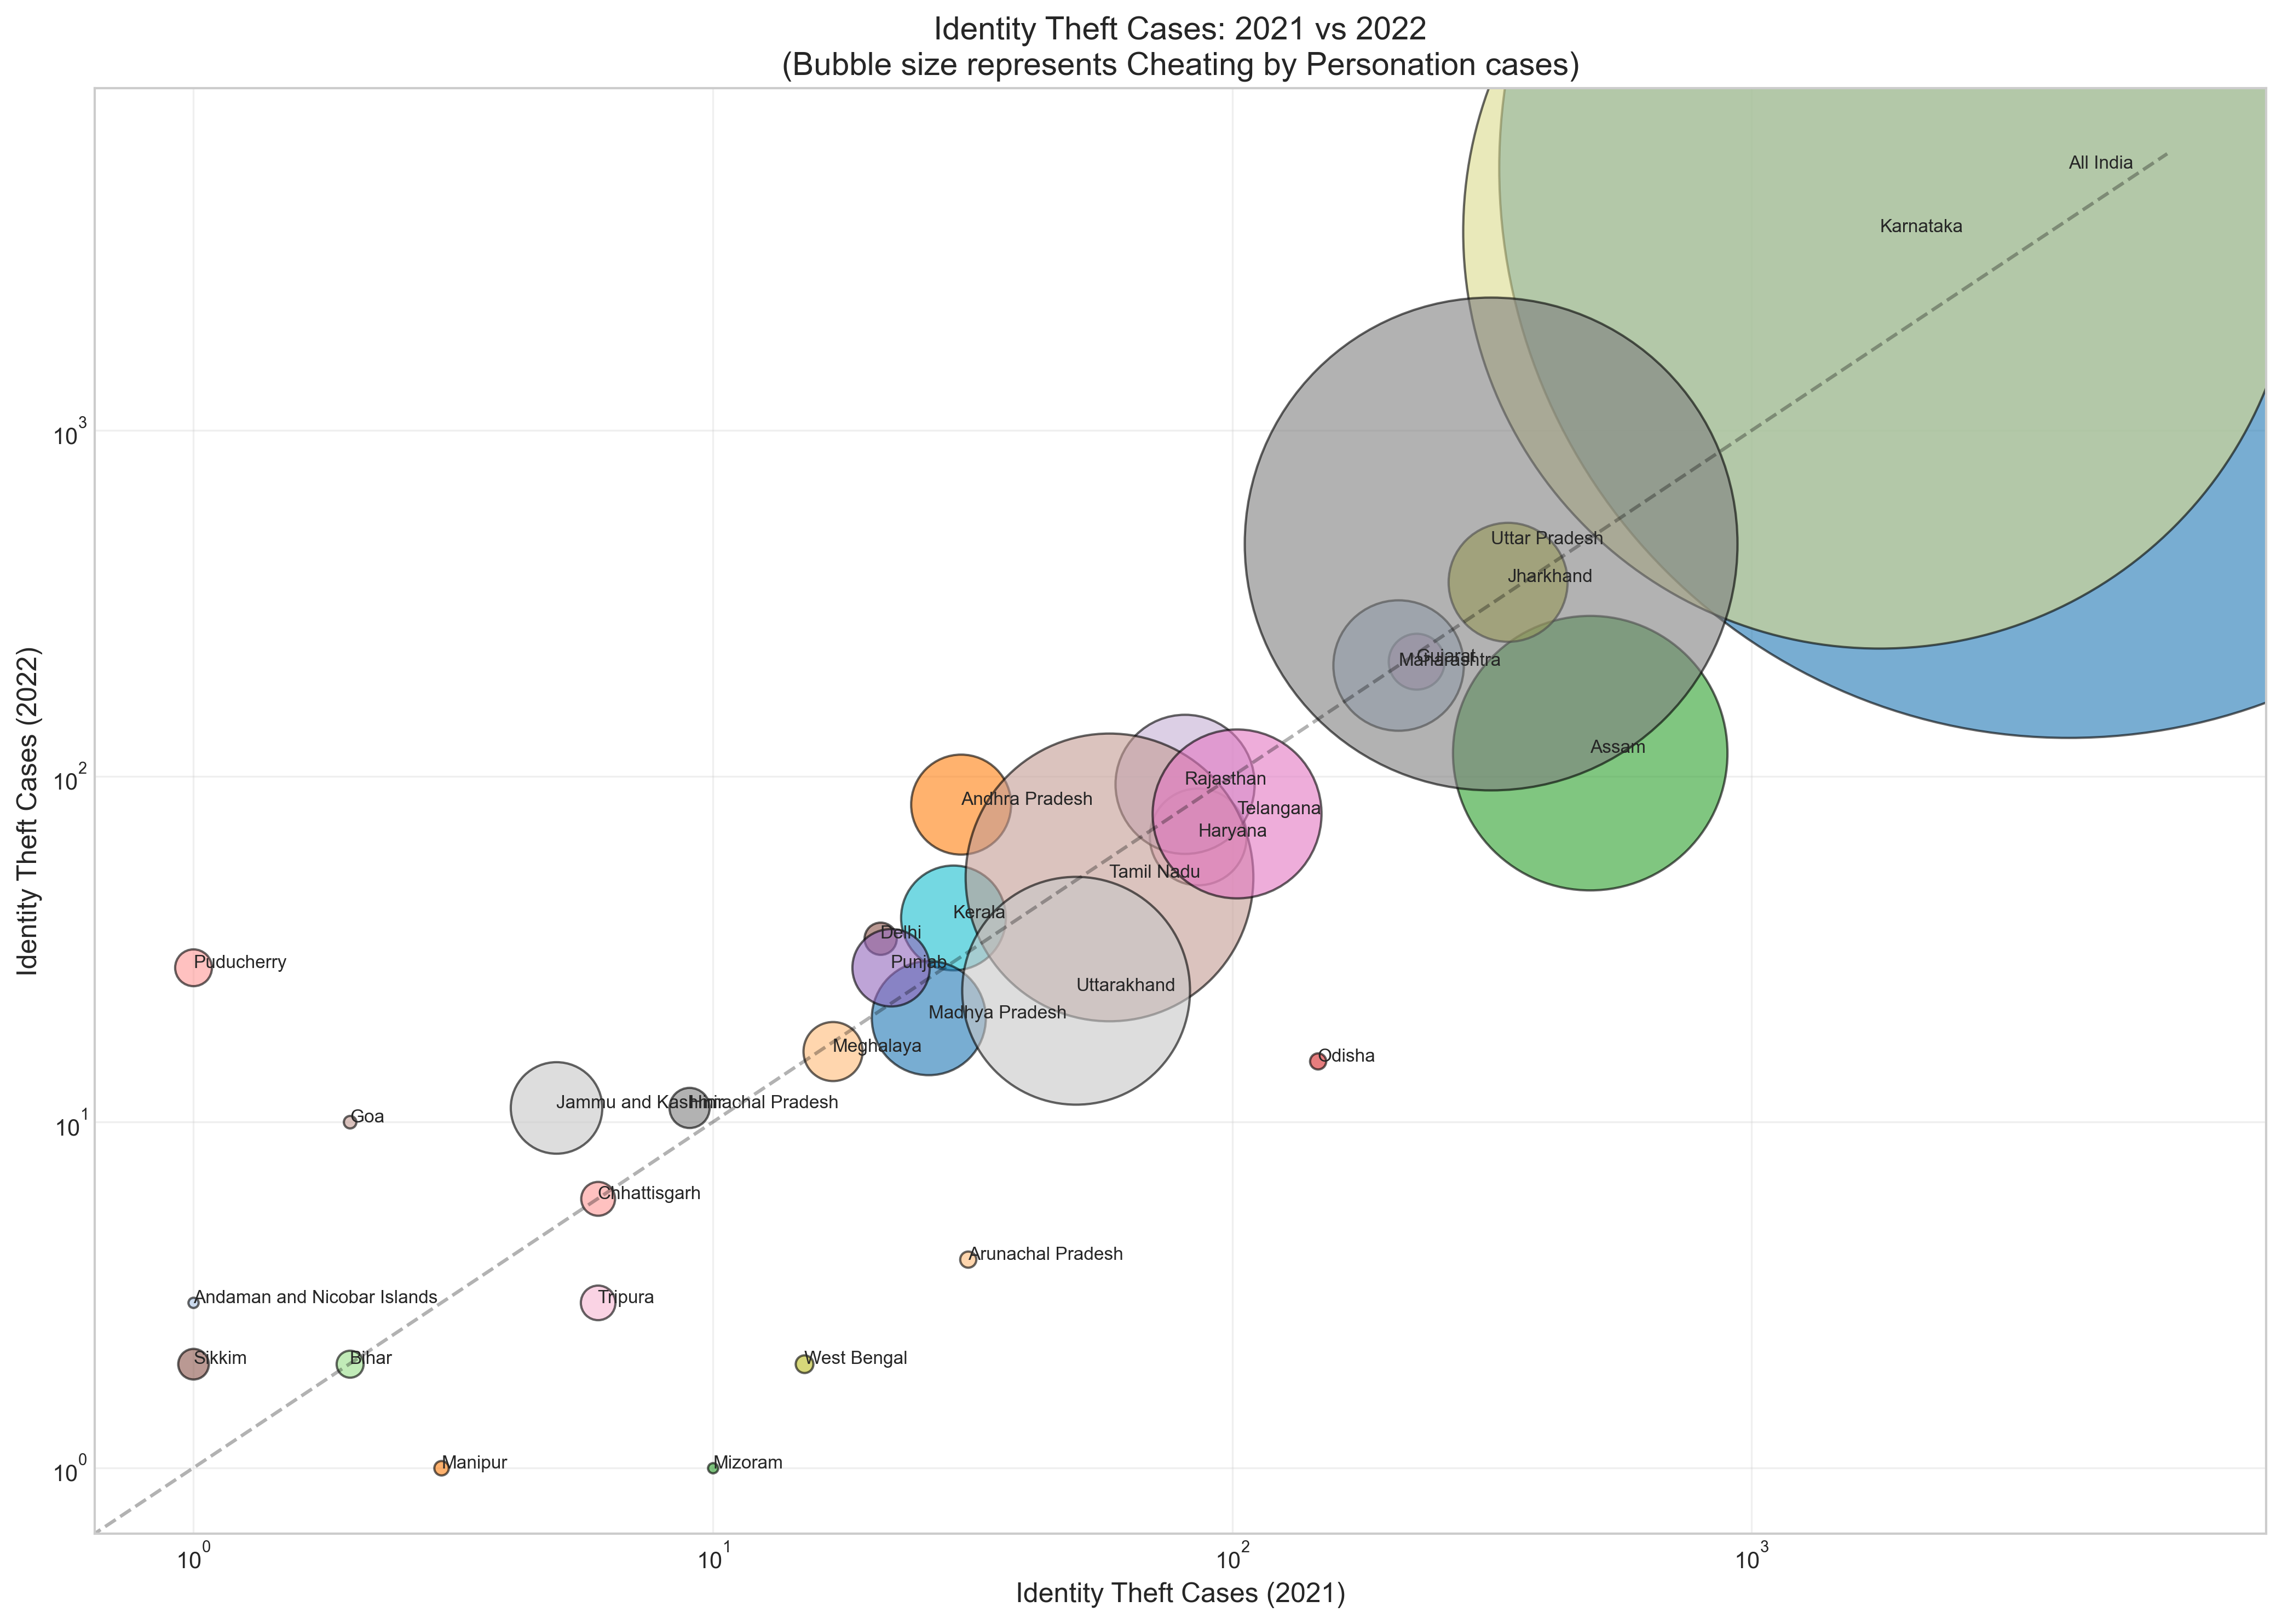 Identity Theft Cases: 2021 vs 2022
(Bubble size represents Cheating by Personation cases)
Identity Theft Cases (2022)
10^3
10^2
10^1
10^0
All India
Karnataka
Uttar Pradesh
Jharkhand
Gujarat
Maharashtra
Assam
Rajasthan
Andhra Pradesh
Telangana
Haryana
Tamil Nadu
Kerala
Delhi
Puducherry
Punjab
Uttarakhand
Madhya Pradesh
Meghalaya
Odisha
Jammu and Kashmir
Himachal Pradesh
Goa
Chhattisgarh
Arunachal Pradesh
Andaman and Nicobar Islands
Tripura
Sikkim
Bihar
West Bengal
Manipur
Mizoram
10^0
10^1
10^2
10^3
Identity Theft Cases (2021)